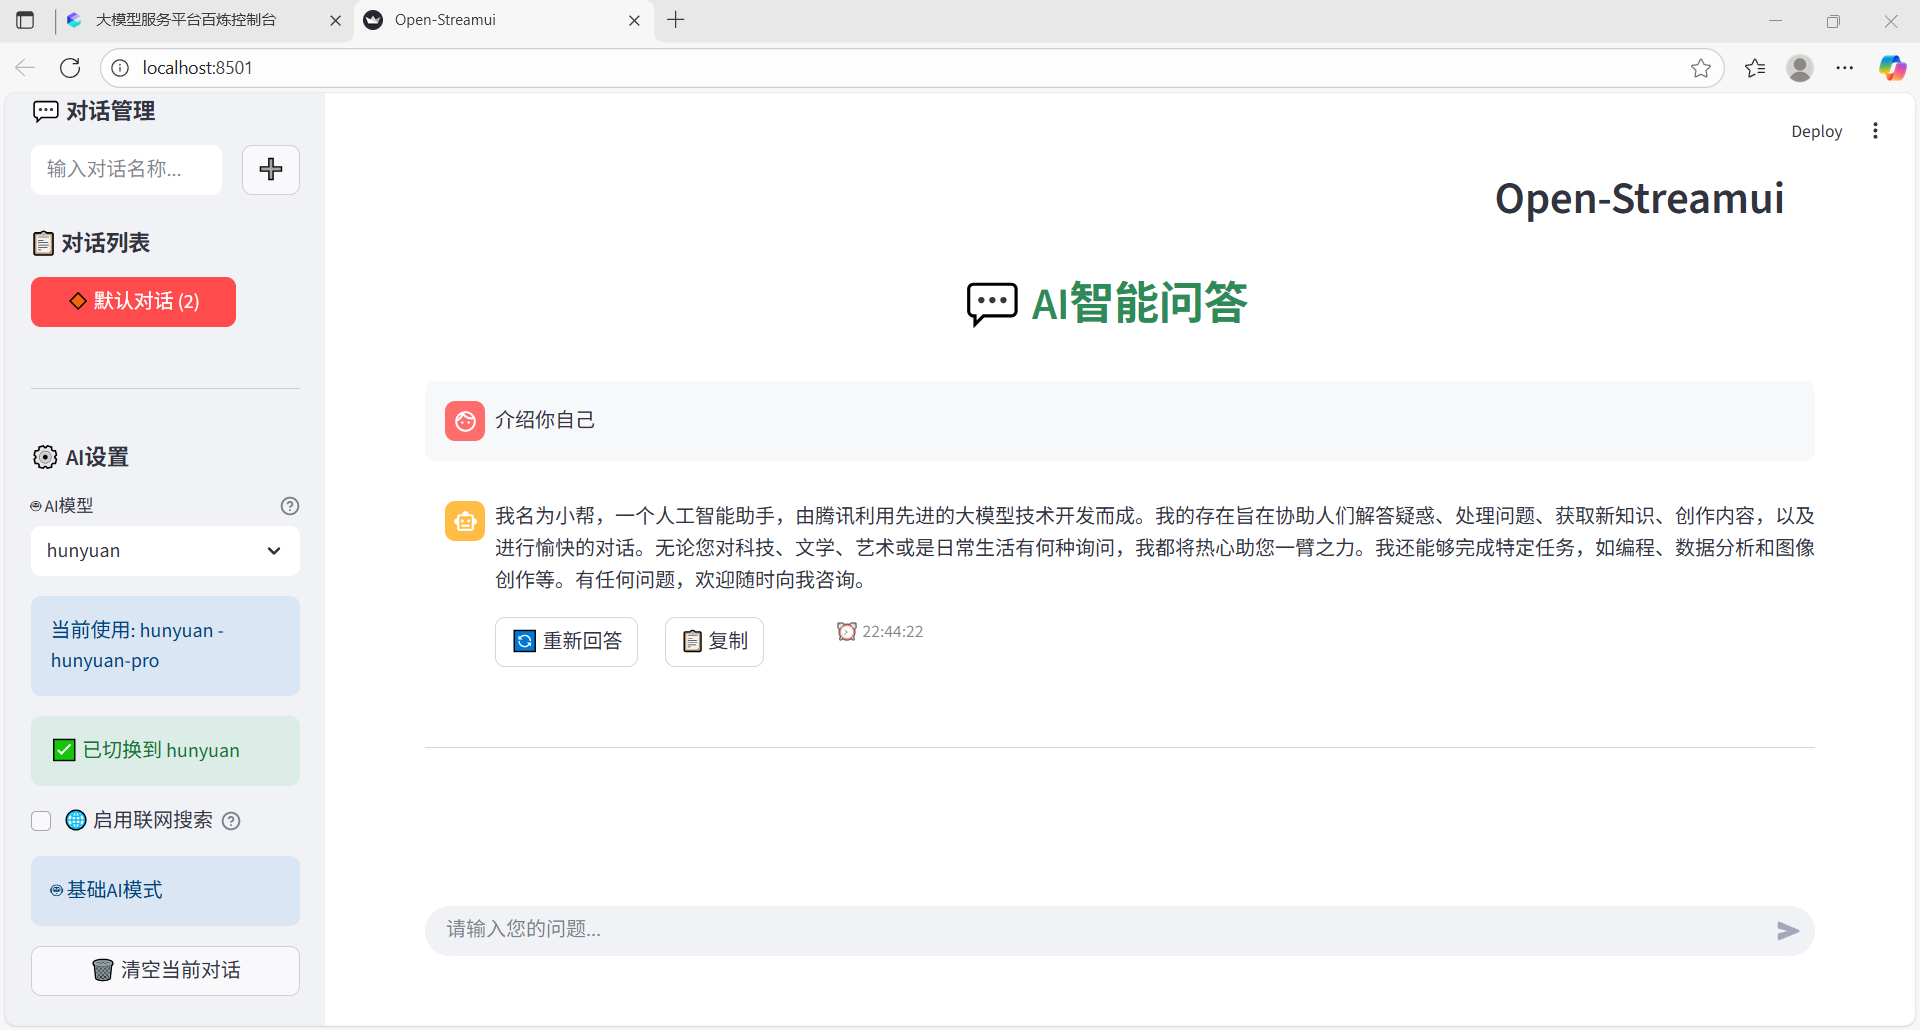 大模型服务平台百炼控制台
Open-Streamui
localhost:8501
对话管理
输入对话名称...
对话列表
默认对话 (2)
AI设置
AI模型
hunyuan
当前使用: hunyuan -
hunyuan-pro
已切换到 hunyuan
启用联网搜索
基础AI模式
清空当前对话
Deploy
Open-Streamui
AI智能问答
介绍你自己
我名为小帮，一个人工智能助手，由腾讯利用先进的大模型技术开发而成。我的存在旨在协助人们解答疑惑、处理问题、获取新知识、创作内容，以及
进行愉快的对话。无论您对科技、文学、艺术或是日常生活有何种询问，我都将热心助您一臂之力。我还能够完成特定任务，如编程、数据分析和图像
创作等。有任何问题，欢迎随时向我咨询。
重新回答
复制
22:44:22
请输入您的问题...